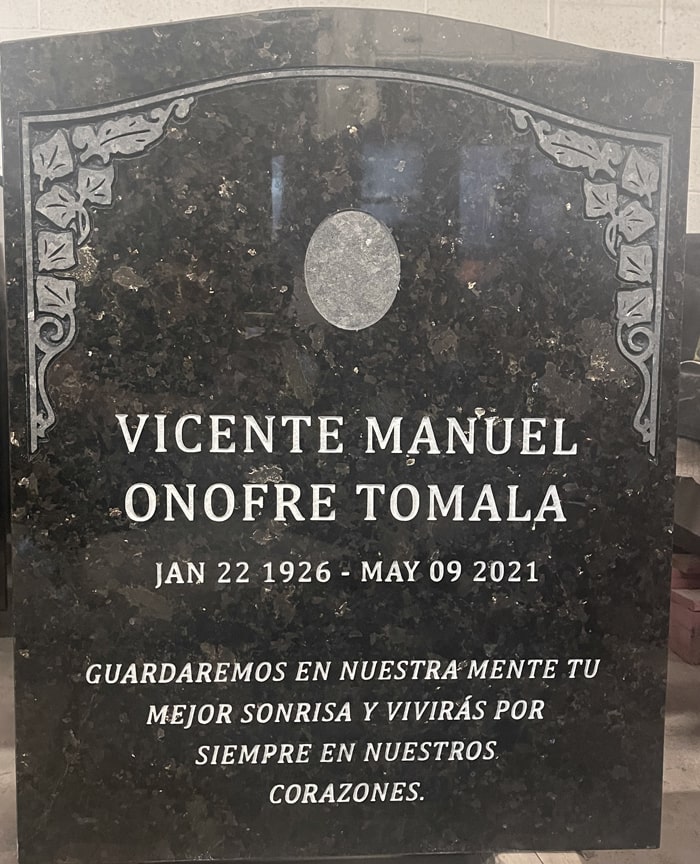 VICENTE MANUEL
ONOFRE TOMALA
JAN 22 1926 - MAY 09 2021
GUARDAREMOS EN NUESTRA MENTE TU
MEJOR SONRISA Y VIVIRÁS POR
SIEMPRE EN NUESTROS
CORAZONES.